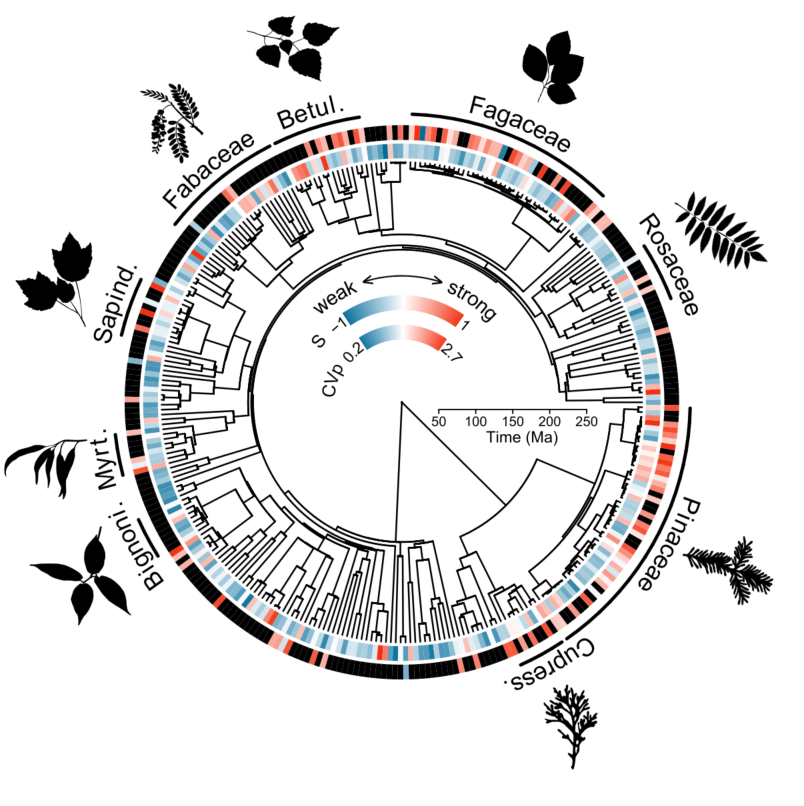 Betul.
Fagaceae
Fabaceae
Rosaceae
Sapind.
weak
strong
S
−1
1
CVp
0.2
2.7
50
100
150
200
250
Time (Ma)
Myrt.
Bignoni.
Pinaceae
Cupress.